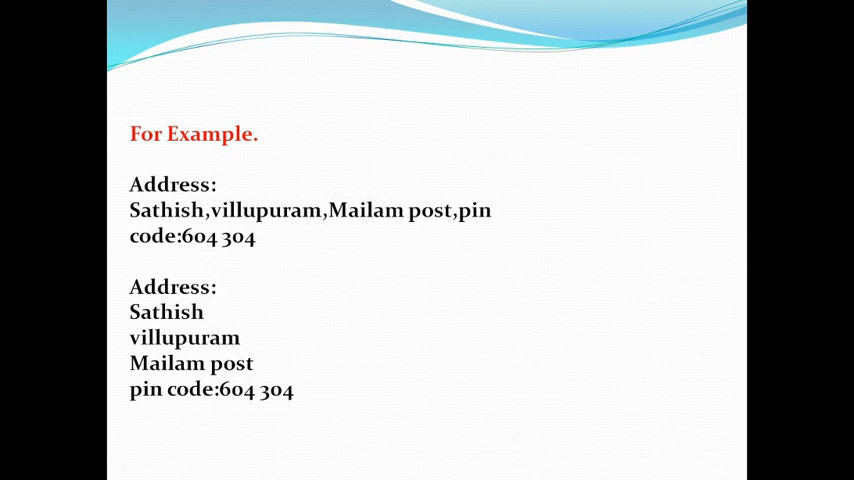 For Example.
Address:
Sathish,villupuram,Mailam post,pin
code:604 304
Address:
Sathish
villupuram
Mailam post
pin code:604 304